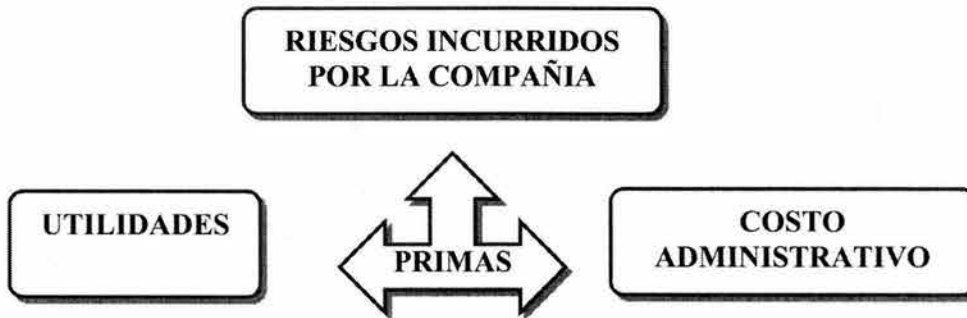 RIESGOS INCURRIDOS
POR LA COMPAÑIA
UTILIDADES
PRIMAS
COSTO
ADMINISTRATIVO